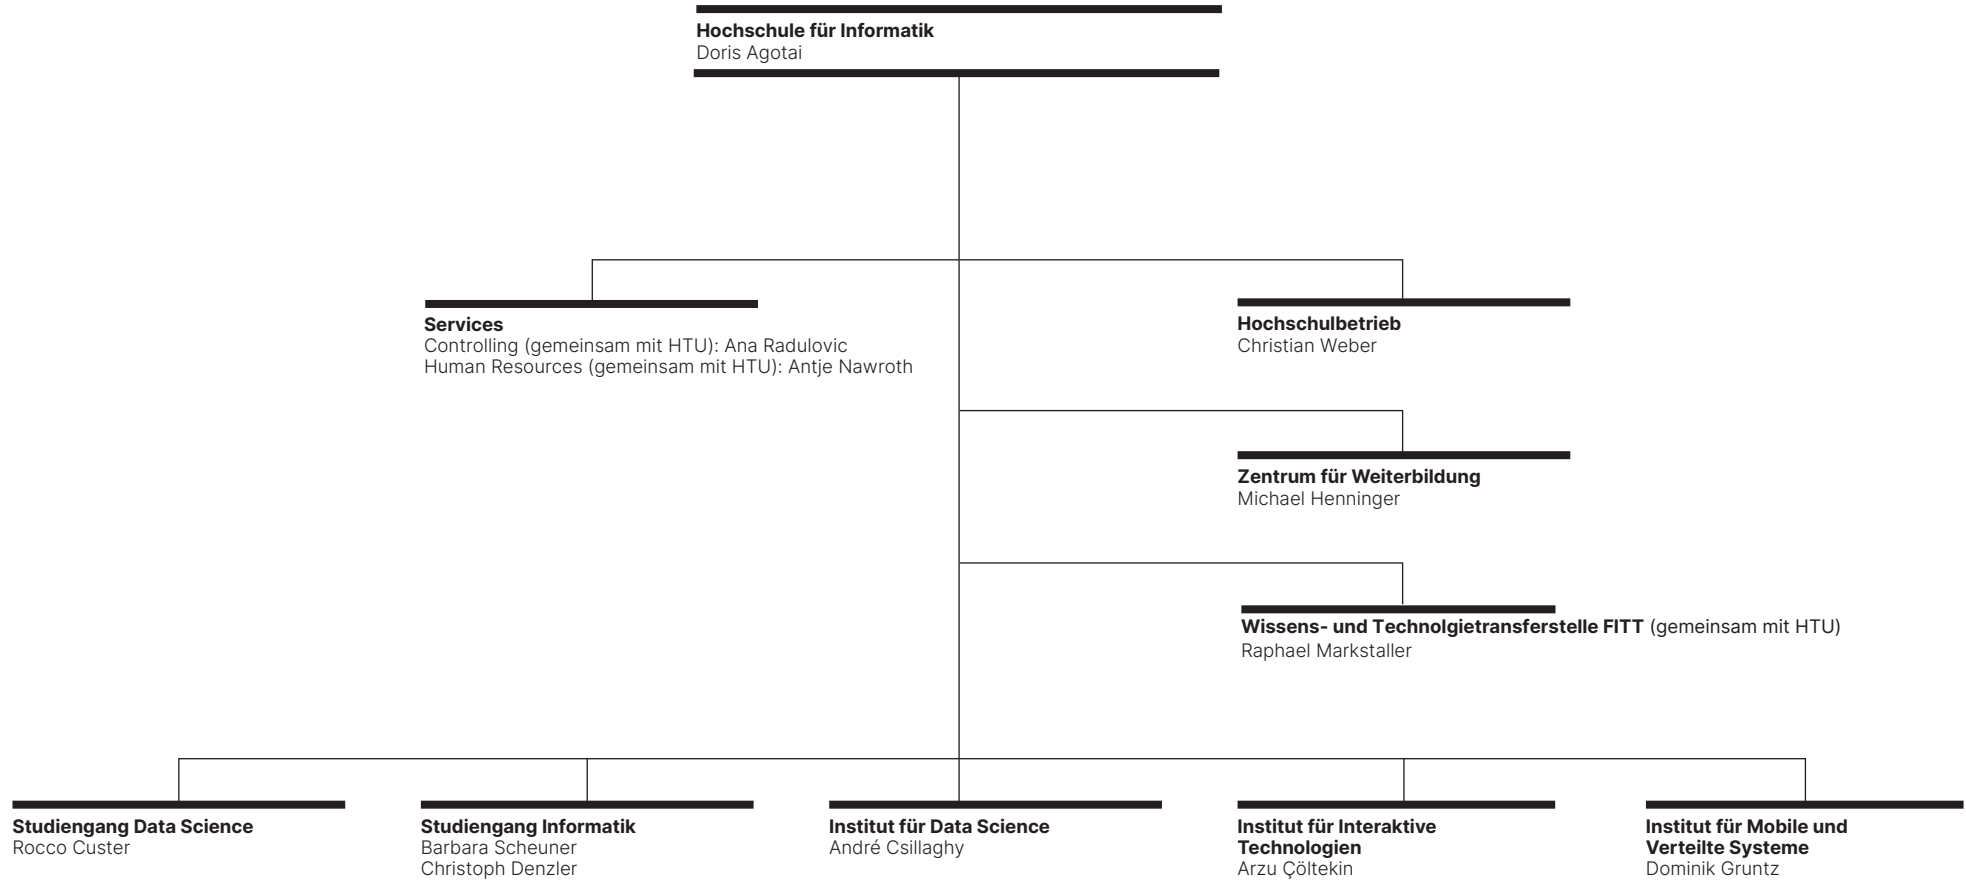 Hochschule für Informatik
Doris Agotai
Services
Controlling (gemeinsam mit HTU): Ana Radulovic
Human Resources (gemeinsam mit HTU): Antje Nawroth
Hochschulbetrieb
Christian Weber
Zentrum für Weiterbildung
Michael Henninger
Wissens- und Technolgietransferstelle FITT (gemeinsam mit HTU)
Raphael Markstaller
Studiengang Data Science
Rocco Custer
Studiengang Informatik
Barbara Scheuner
Christoph Denzler
Institut für Data Science
André Csillaghy
Institut für Interaktive
Technologien
Arzu Çöltekin
Institut für Mobile und
Verteilte Systeme
Dominik Gruntz